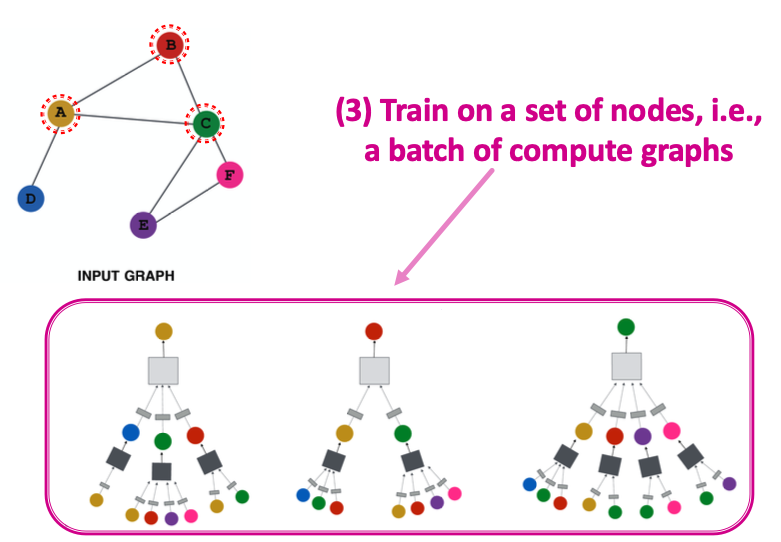 B
(3) Train on a set of nodes, i.e.,
a batch of compute graphs
A
C
F
D
E
INPUT GRAPH